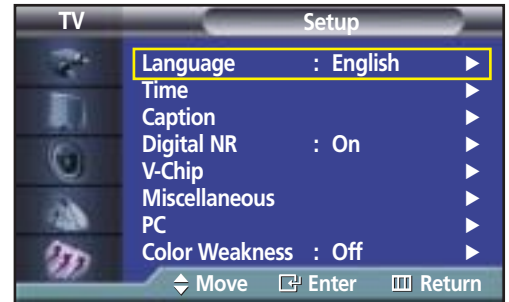 TV Setup
Language : English
Time
Caption
Digital NR : On
V-Chip
Miscellaneous
PC
Color Weakness : Off
Move Enter Return